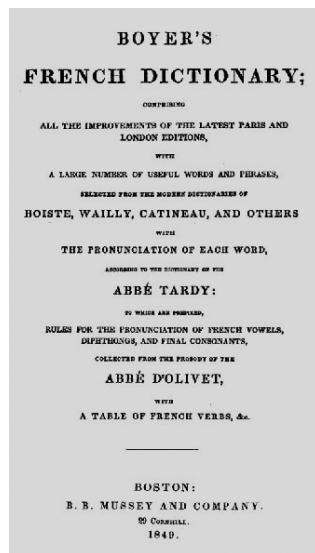 BOYER'S
FRENCH DICTIONARY;
COMPRISING
ALL THE IMPROVEMENTS OF THE LATEST PARIS AND
LONDON EDITIONS,
WITH
A LARGE NUMBER OF USEFUL WORDS AND PHRASES,
SELECTED FROM THE MODERN DICTIONARIES OF
BOISTE, WAILLY, CATINEAU, AND OTHERS
WITH
THE PRONUNCIATION OF EACH WORD,
ACCORDING TO THE DICTIONARY OF THE
ABBÉ TARDY:
TO WHICH ARE PREFIXED,
RULES FOR THE PRONUNCIATION OF FRENCH VOWELS,
DIPHTHONGS, AND FINAL CONSONANTS,
COLLECTED FROM THE PROSODY OF THE
ABBÉ D'OLIVET,
WITH
A TABLE OF FRENCH VERBS, &c.
BOSTON:
B. B. MUSSEY AND COMPANY.
29 CORNHILL.
1849.